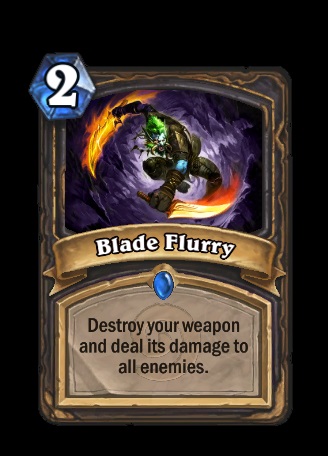 2
Blade Flurry
Destroy your weapon
and deal its damage to
all enemies.